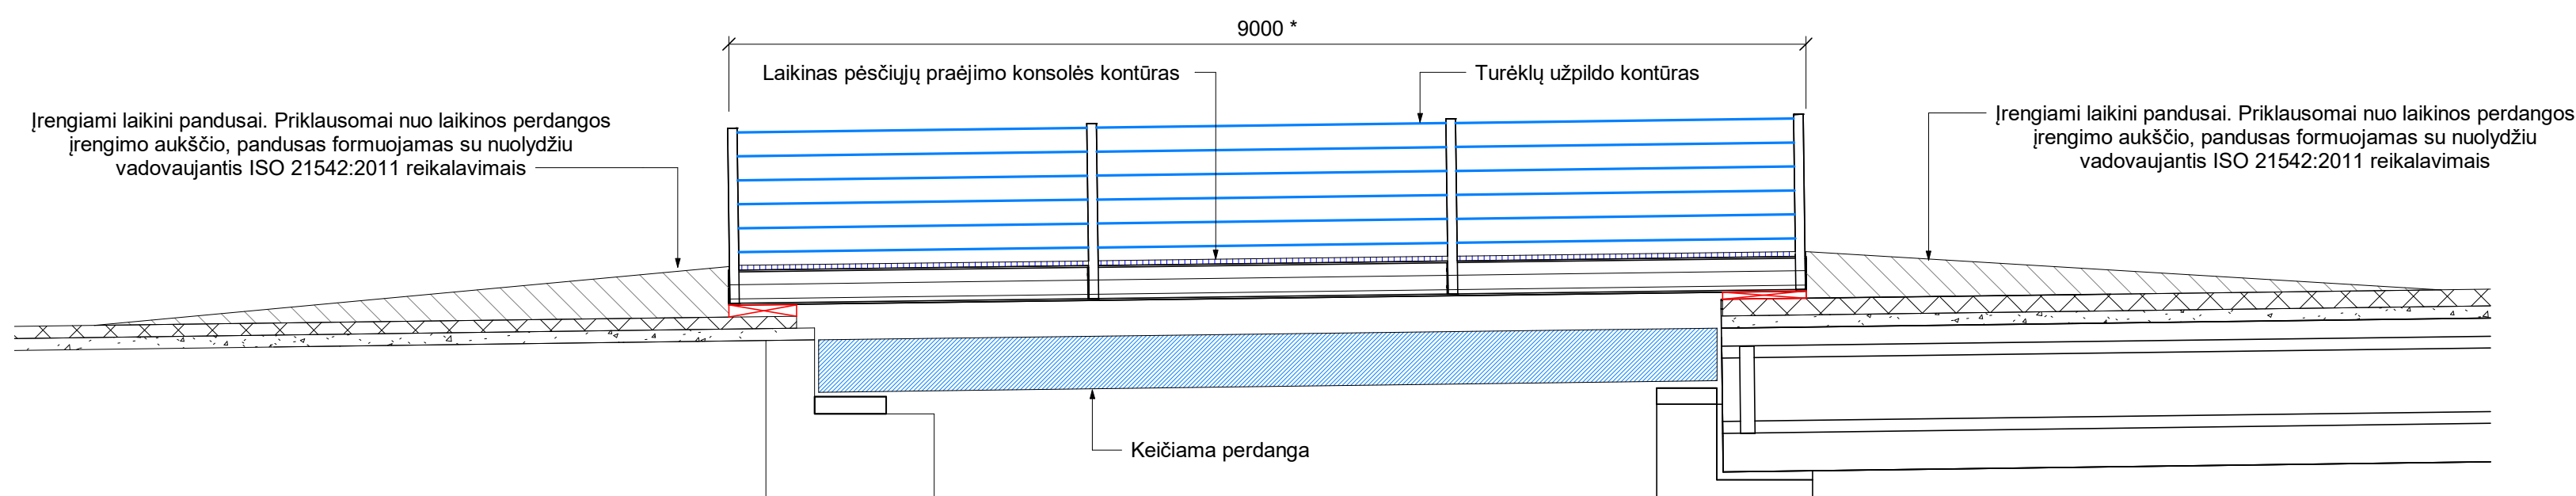 9000 *
Laikinas pėsčiųjų praėjimo konsolės kontūras
Turėklų užpildo kontūras
Įrengiami laikini pandusai. Priklausomai nuo laikinos perdangos
įrengimo aukščio, pandusas formuojamas su nuolydžiu
vadovaujantis ISO 21542:2011 reikalavimais
Įrengiami laikini pandusai. Priklausomai nuo laikinos perdangos
įrengimo aukščio, pandusas formuojamas su nuolydžiu
vadovaujantis ISO 21542:2011 reikalavimais
Keičiama perdanga